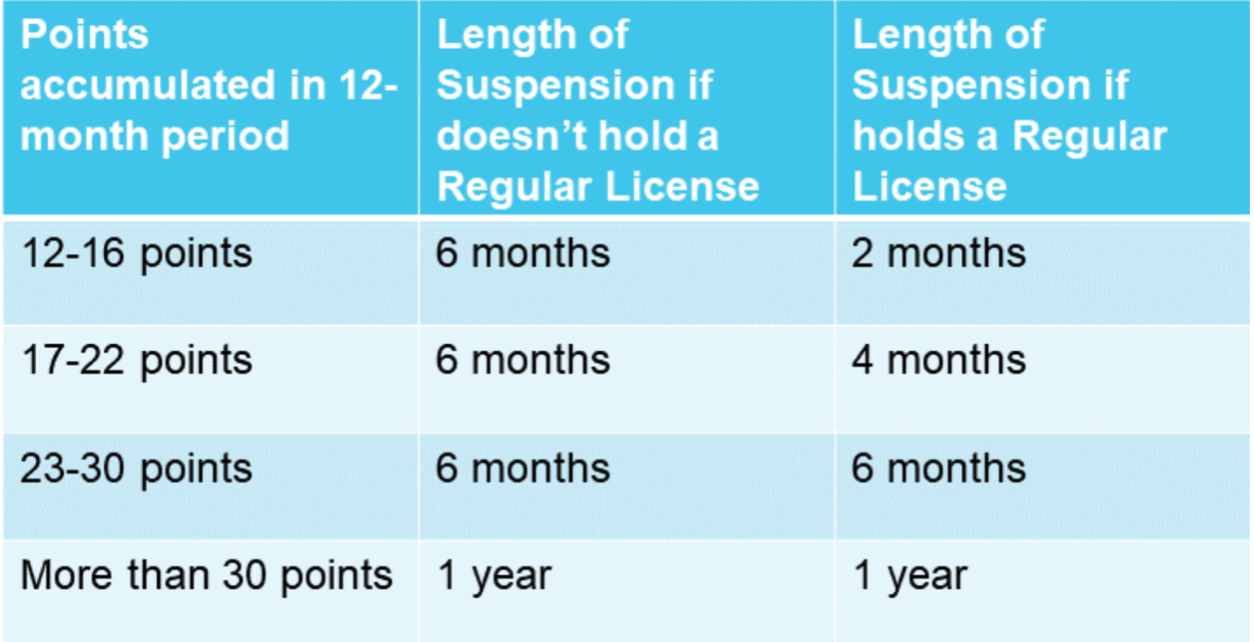 Points
accumulated in 12-
month period
Length of
Suspension if
doesn’t hold a
Regular License
Length of
Suspension if
holds a Regular
License
12-16 points
6 months
2 months
17-22 points
6 months
4 months
23-30 points
6 months
6 months
More than 30 points
1 year
1 year